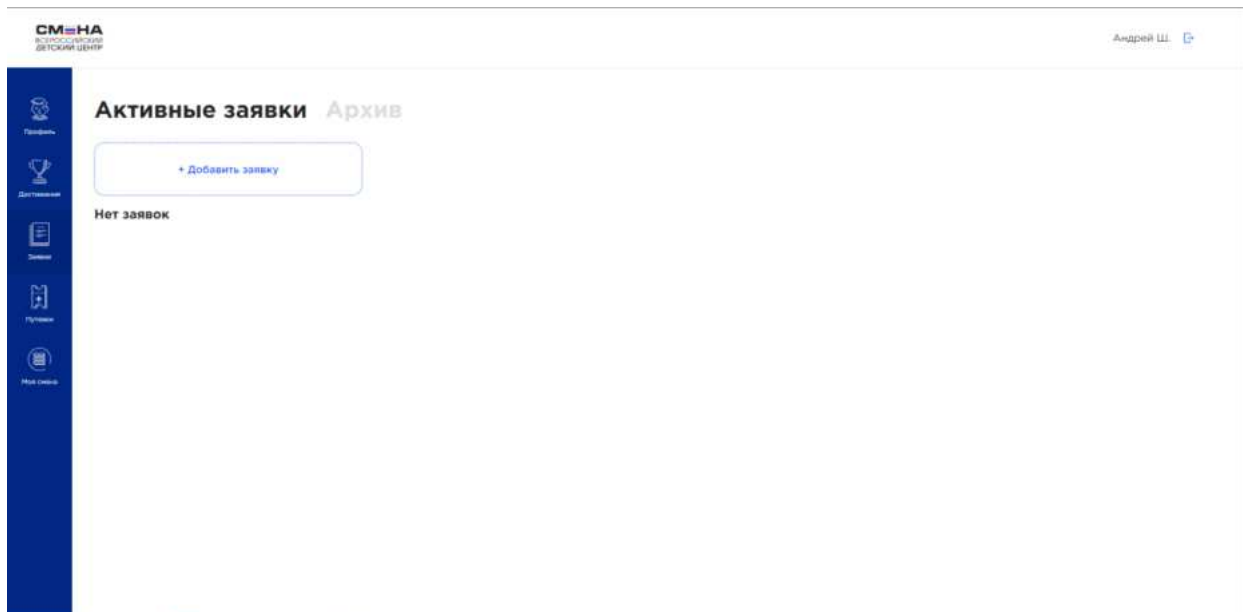 СМЕНА
ВСЕРОССИЙСКИЙ
ДЕТСКИЙ ЦЕНТР
Андрей Ш.
Профиль
Достижения
Заявки
Путевки
Моя смена
Активные заявки Архив
+ Добавить заявку
Нет заявок